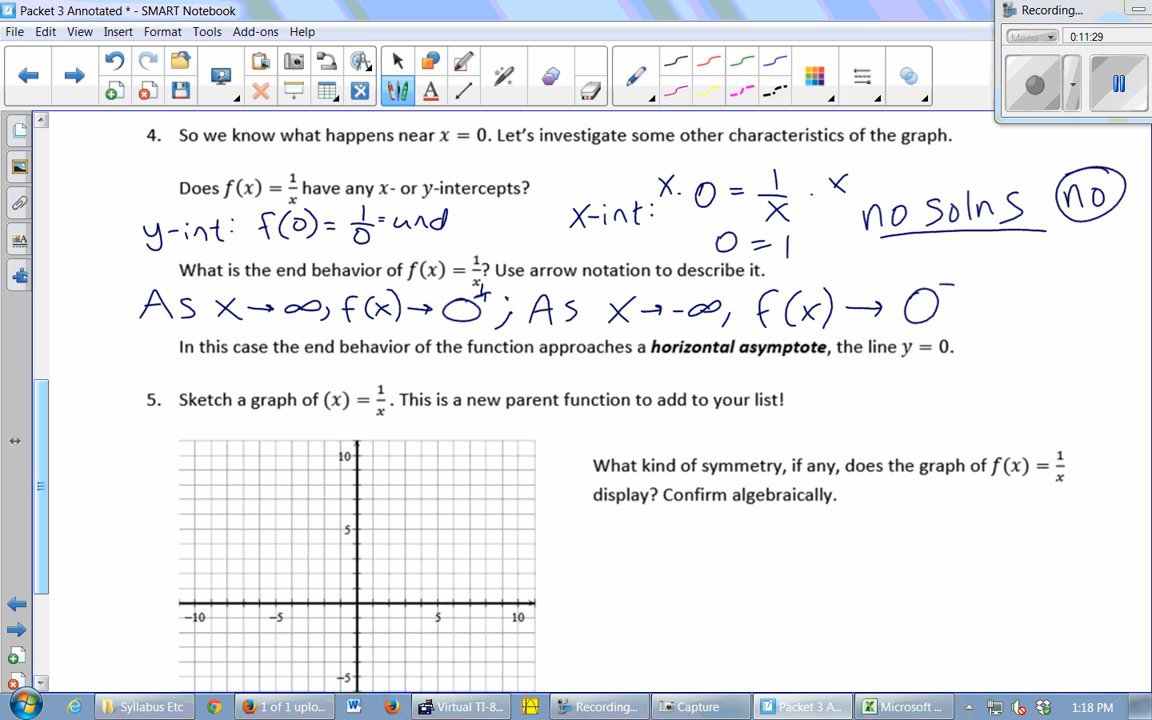 Packet 3 Annotated * - SMART Notebook
Recording...
File Edit View Insert Format Tools Add-ons Help
Menu 0:11:29
4. So we know what happens near x = 0. Let's investigate some other characteristics of the graph.
Does f(x) = 1/x have any x- or y-intercepts?
x · 0 = 1/x · x
no solns no
y-int: f(0) = 1/0 = und
x-int:
0 = 1
What is the end behavior of f(x) = 1/x? Use arrow notation to describe it.
As x → ∞, f(x) → 0⁺; As x → -∞, f(x) → 0⁻
In this case the end behavior of the function approaches a horizontal asymptote, the line y = 0.
5. Sketch a graph of (x) = 1/x. This is a new parent function to add to your list!
10
What kind of symmetry, if any, does the graph of f(x) = 1/x
display? Confirm algebraically.
5
-10 -5 5 10
-5
Syllabus Etc 1 of 1 uplo... Virtual TI-8... Recording... Capture Packet 3 A... Microsoft ... 1:18 PM